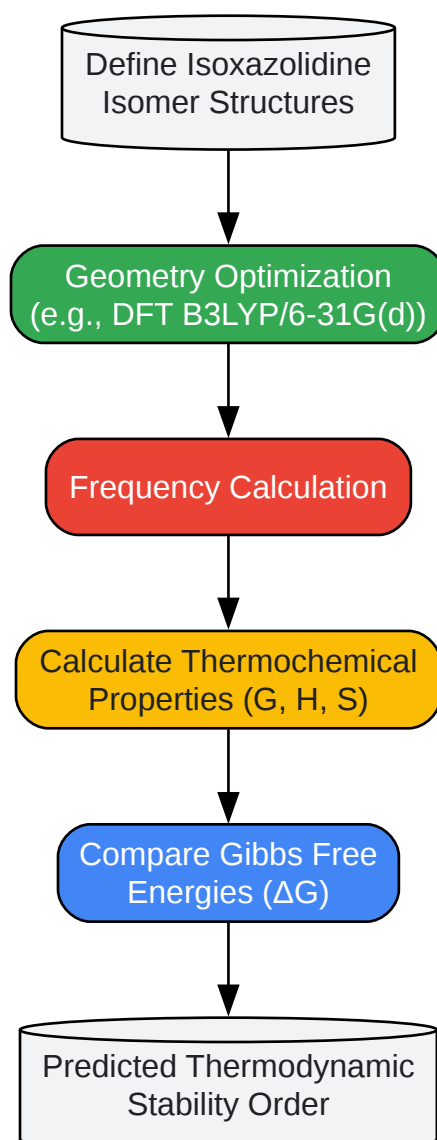 Define Isoxazolidine
Isomer Structures
Geometry Optimization
(e.g., DFT B3LYP/6-31G(d))
Frequency Calculation
Calculate Thermochemical
Properties (G, H, S)
Compare Gibbs Free
Energies (ΔG)
Predicted Thermodynamic
Stability Order